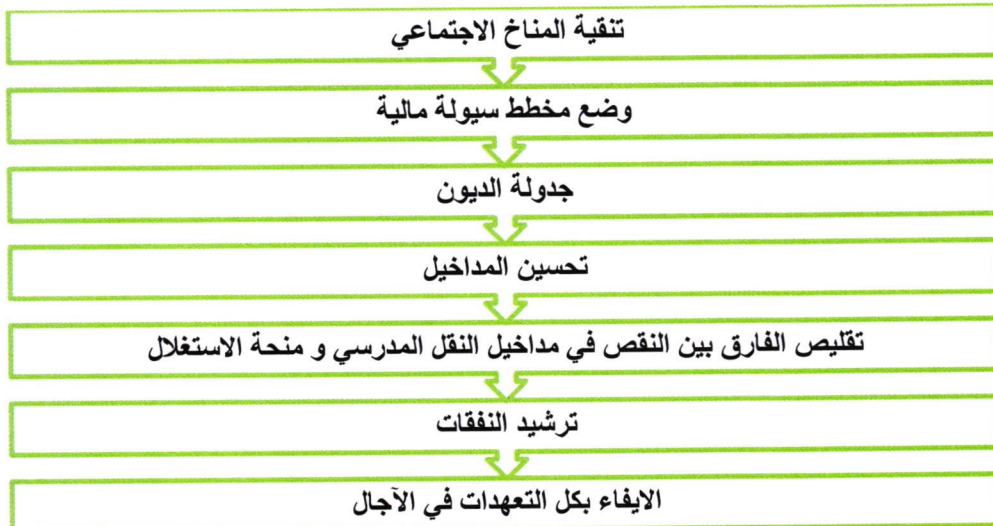 تنقية المناخ الاجتماعي
وضع مخطط سيولة مالية
جدولة الديون
تحسين المداخيل
تقليص الفارق بين النقص في مداخيل النقل المدرسي و منحة الاستغلال
ترشيد النفقات
الايفاء بكل التعهدات في الآجال